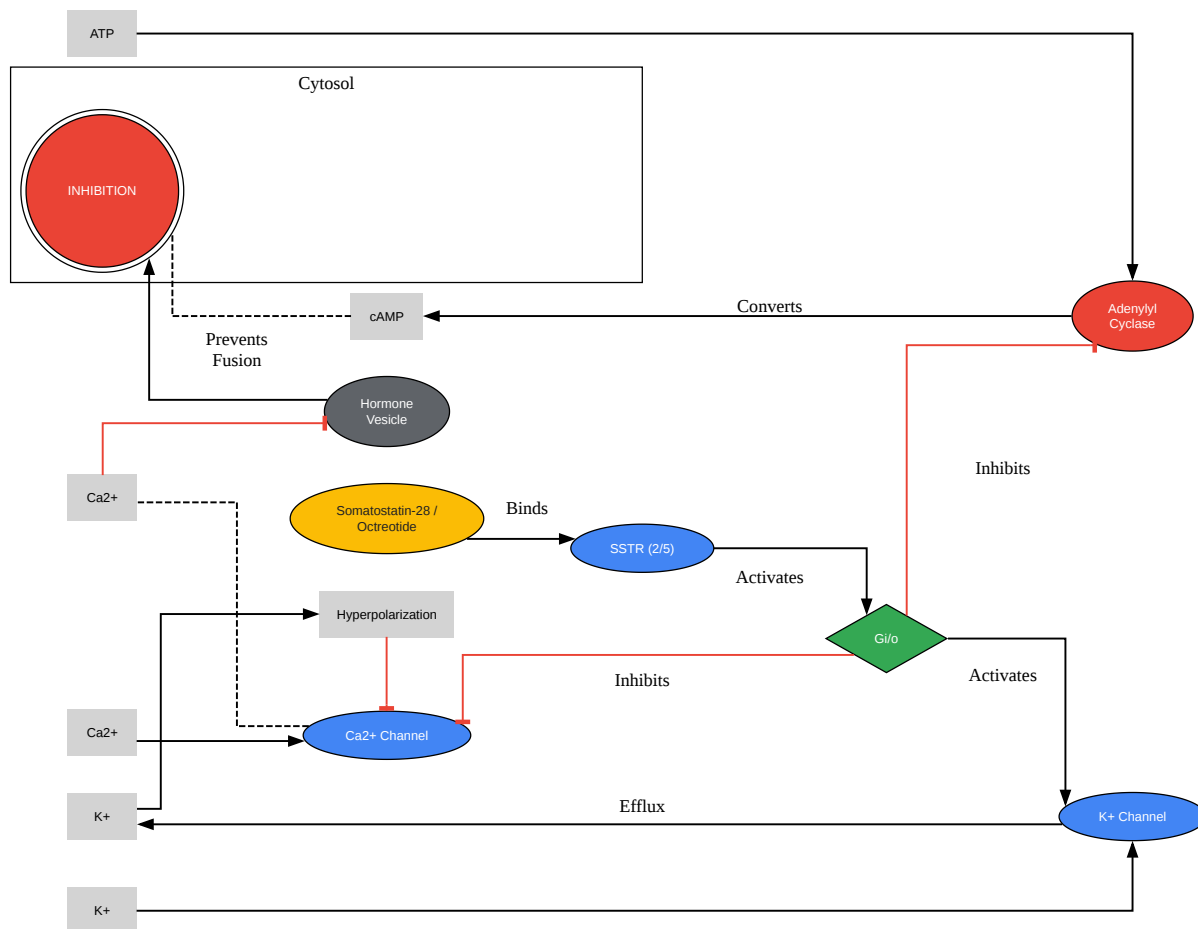 ATP
Cytosol
INHIBITION
cAMP
Converts
Adenylyl
Cyclase
Prevents
Fusion
Hormone
Vesicle
Inhibits
Ca2+
Somatostatin-28 /
Octreotide
Binds
SSTR (2/5)
Activates
Hyperpolarization
Gi/o
Inhibits
Activates
Ca2+
Ca2+ Channel
K+
Efflux
K+ Channel
K+